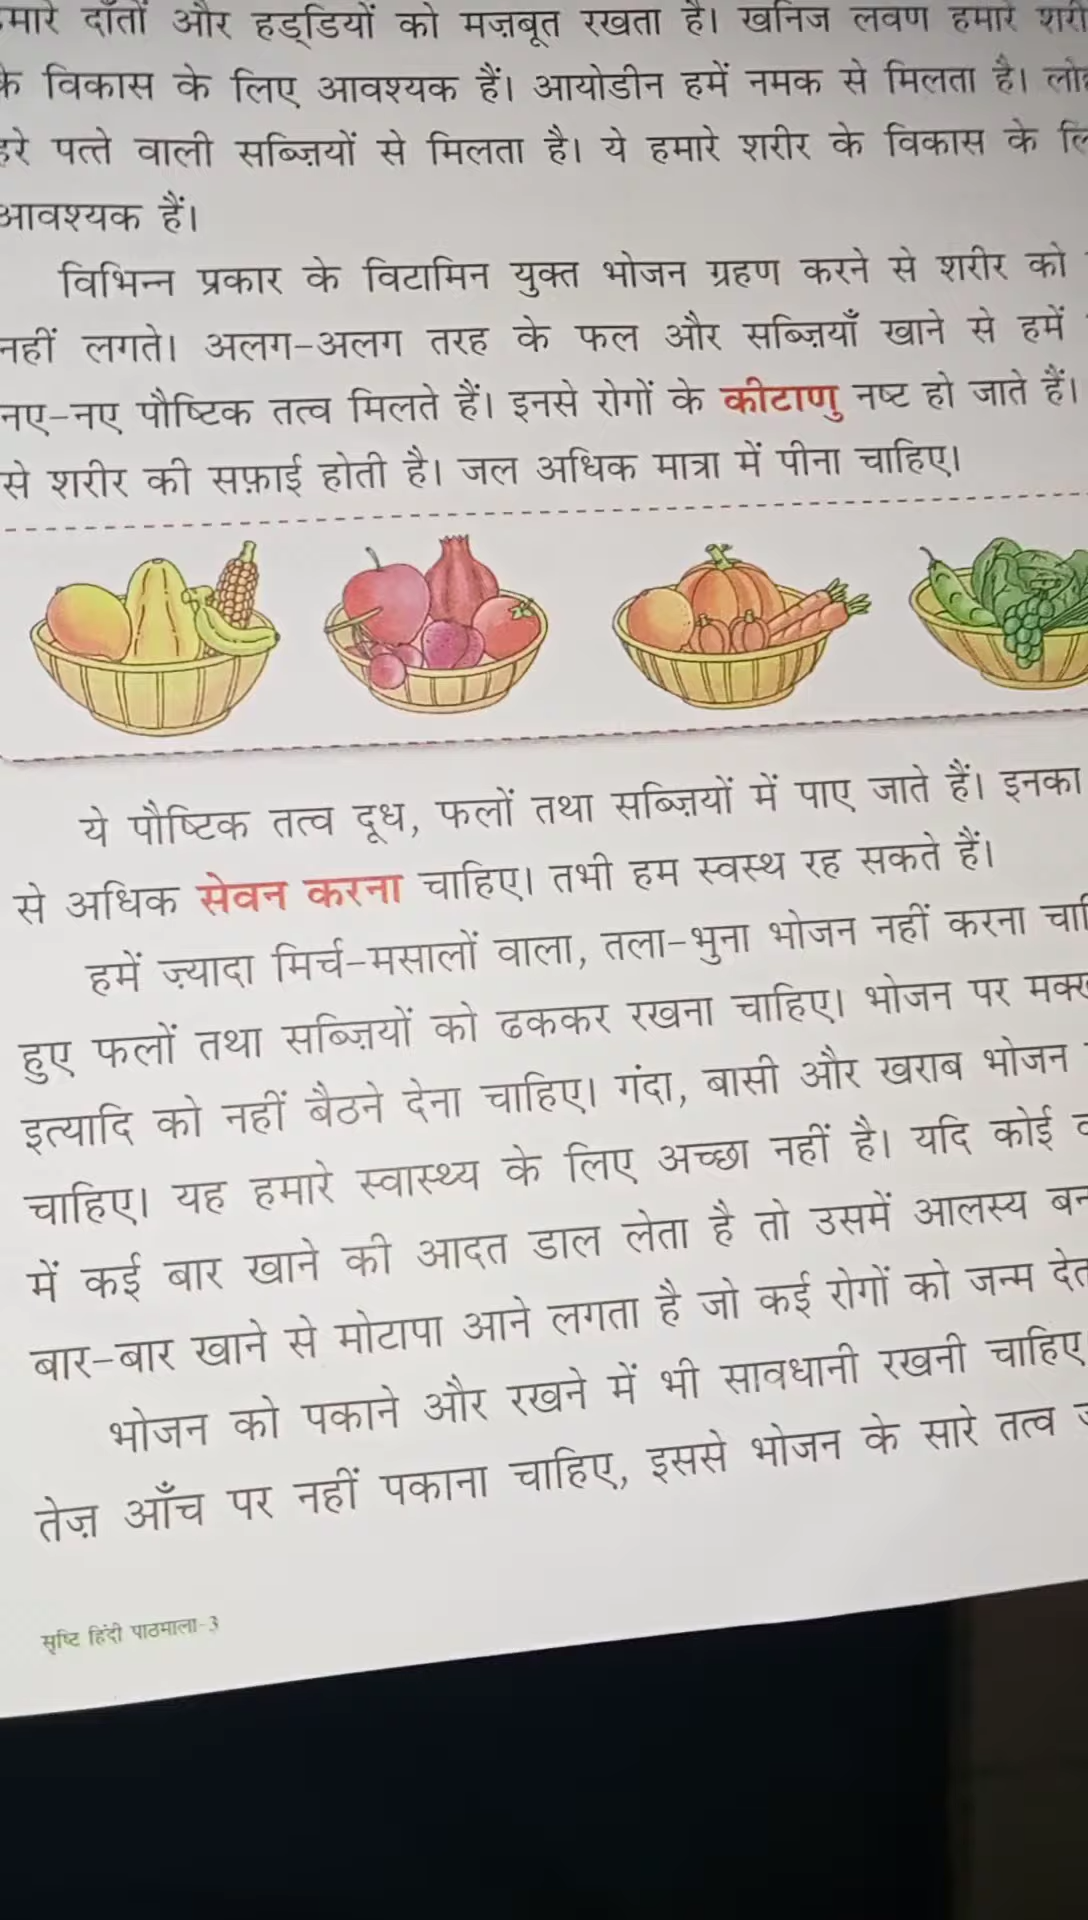 दाँतों और हड्डियों को मज़बूत रखता है। खनिज लवण हमारे
के विकास के लिए आवश्यक हैं। आयोडीन हमें नमक से मिलता है।
हरे पत्ते वाली सब्ज़ियों से मिलता है। ये हमारे शरीर के विकास के
आवश्यक हैं।
विभिन्न प्रकार के विटामिन युक्त भोजन ग्रहण करने से शरीर को
नहीं लगते। अलग-अलग तरह के फल और सब्ज़ियाँ खाने से हमें
नए-नए पौष्टिक तत्व मिलते हैं। इनसे रोगों के कीटाणु नष्ट हो जाते हैं।
से शरीर की सफ़ाई होती है। जल अधिक मात्रा में पीना चाहिए।
ये पौष्टिक तत्व दूध, फलों तथा सब्ज़ियों में पाए जाते हैं। इनका
से अधिक सेवन करना चाहिए। तभी हम स्वस्थ रह सकते हैं।
हमें ज़्यादा मिर्च-मसालों वाला, तला-भुना भोजन नहीं करना
हुए फलों तथा सब्ज़ियों को ढककर रखना चाहिए। भोजन पर
इत्यादि को नहीं बैठने देना चाहिए। गंदा, बासी और खराब भोजन
चाहिए। यह हमारे स्वास्थ्य के लिए अच्छा नहीं है। यदि कोई
में कई बार खाने की आदत डाल लेता है तो उसमें आलस्य
बार-बार खाने से मोटापा आने लगता है जो कई रोगों को जन्म
भोजन को पकाने और रखने में भी सावधानी रखनी चाहिए
तेज़ आँच पर नहीं पकाना चाहिए, इससे भोजन के सारे तत्व
सृष्टि हिंदी पाठमाला-3